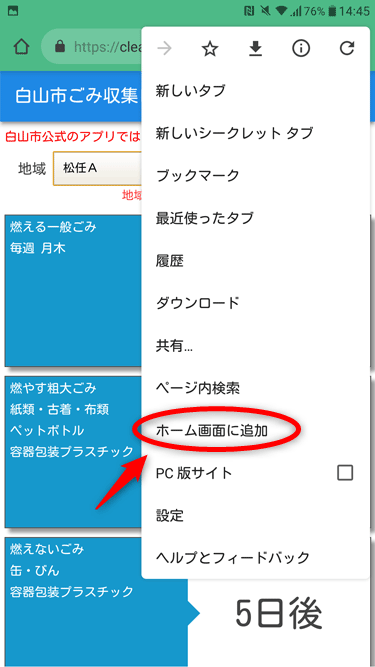 76% 14:45
https://clea
白山市ごみ収集
白山市公式のアプリでは
地域 松任A
地域
燃える一般ごみ
毎週 月木
燃やす粗大ごみ
紙類・古着・布類
ペットボトル
容器包装プラスチック
燃えないごみ
缶・びん
容器包装プラスチック
5日後
新しいタブ
新しいシークレット タブ
ブックマーク
最近使ったタブ
履歴
ダウンロード
共有...
ページ内検索
ホーム画面に追加
PC 版サイト
設定
ヘルプとフィードバック